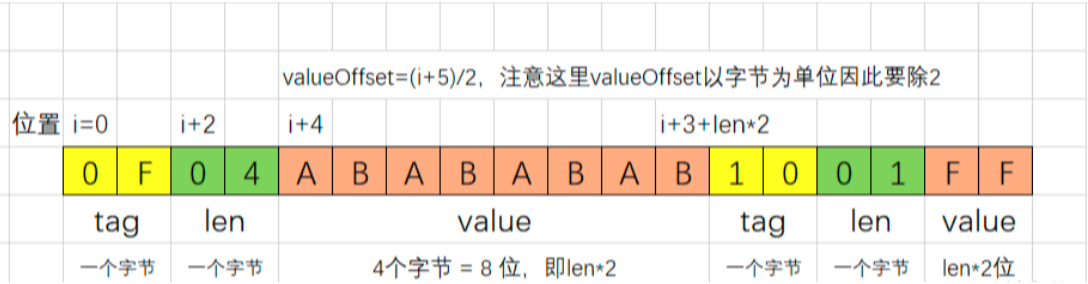 valueOffset=(i+5)/2，注意这里valueOffset以字节为单位因此要除2
位置 i=0 i+2 i+4 i+3+len*2
0 F 0 4 A B A B A B A B 1 0 0 1 F F
tag len value tag len value
一个字节 一个字节 4个字节 = 8 位，即len*2 一个字节 一个字节 len*2位